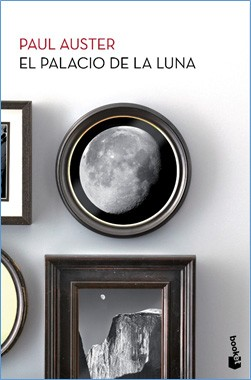 PAUL AUSTER
EL PALACIO DE LA LUNA
booket